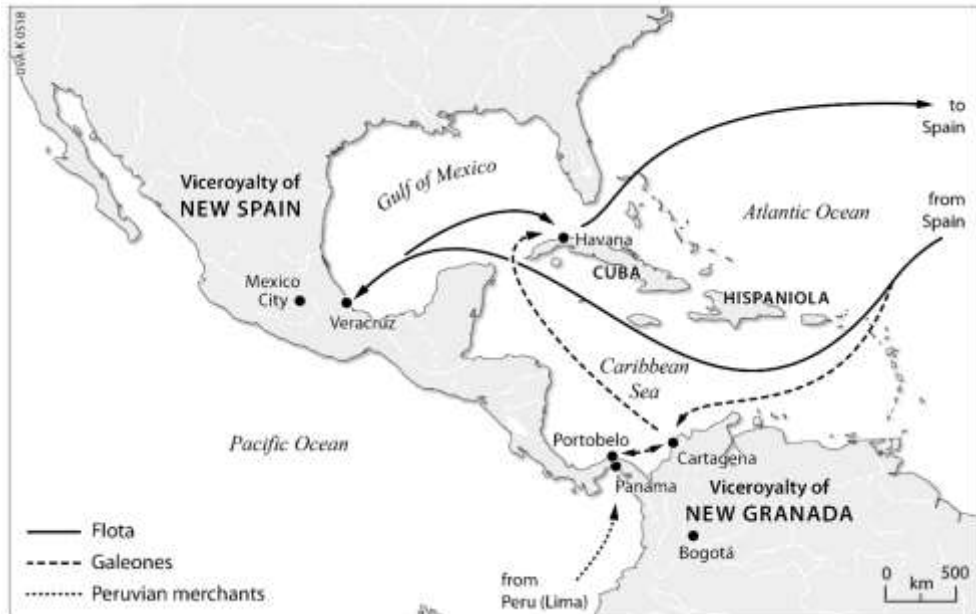 UVA-K 0518
to
Spain
Viceroyalty of
NEW SPAIN
Gulf of Mexico
from
Spain
Atlantic Ocean
Havana
CUBA
Mexico
City
HISPANIOLA
Veracruz
Caribbean
Sea
Pacific Ocean
Portobelo
Cartagena
Panama
Viceroyalty of
NEW GRANADA
Bogotá
Flota
Galeones
Peruvian merchants
from
Peru (Lima)
0 500
km